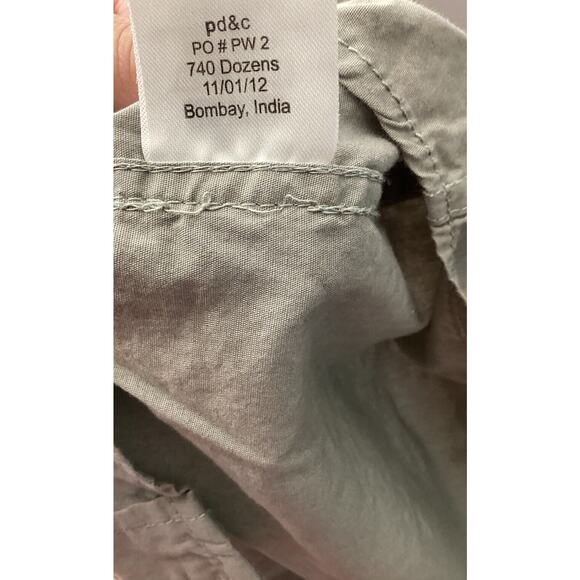 pd&c
PO # PW 2
740 Dozens
11/01/12
Bombay, India